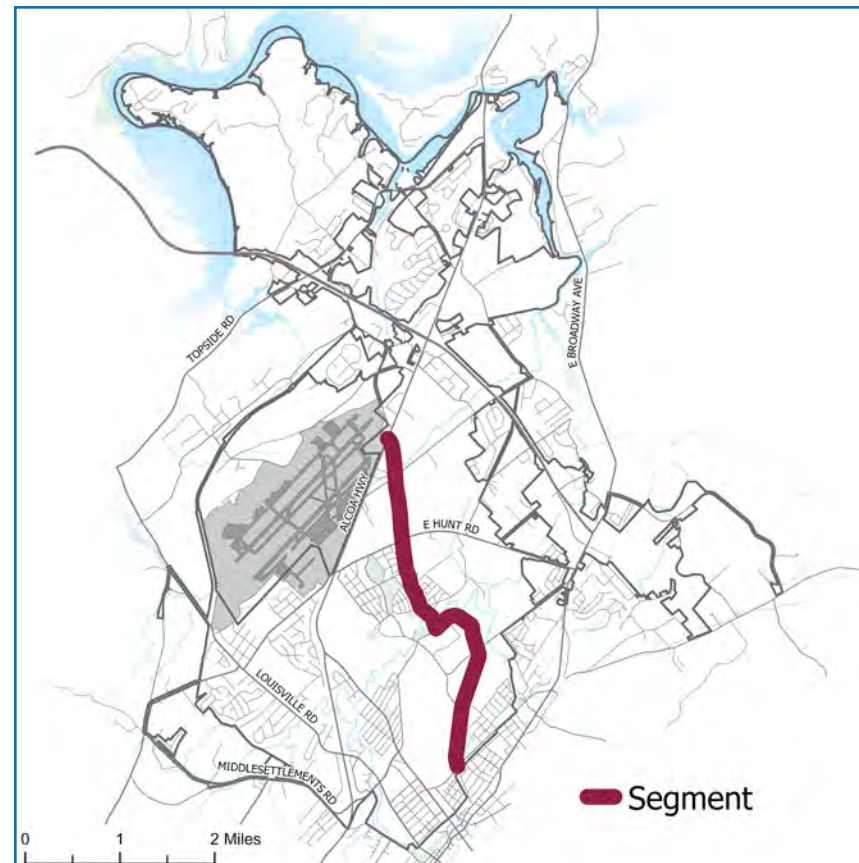 E BROADWAY AVE
TOPSIDE RD
ALCOA HWY
E HUNT RD
LOUISVILLE RD
MIDDLESETTLEMENTS RD
Segment
0 1 2 Miles